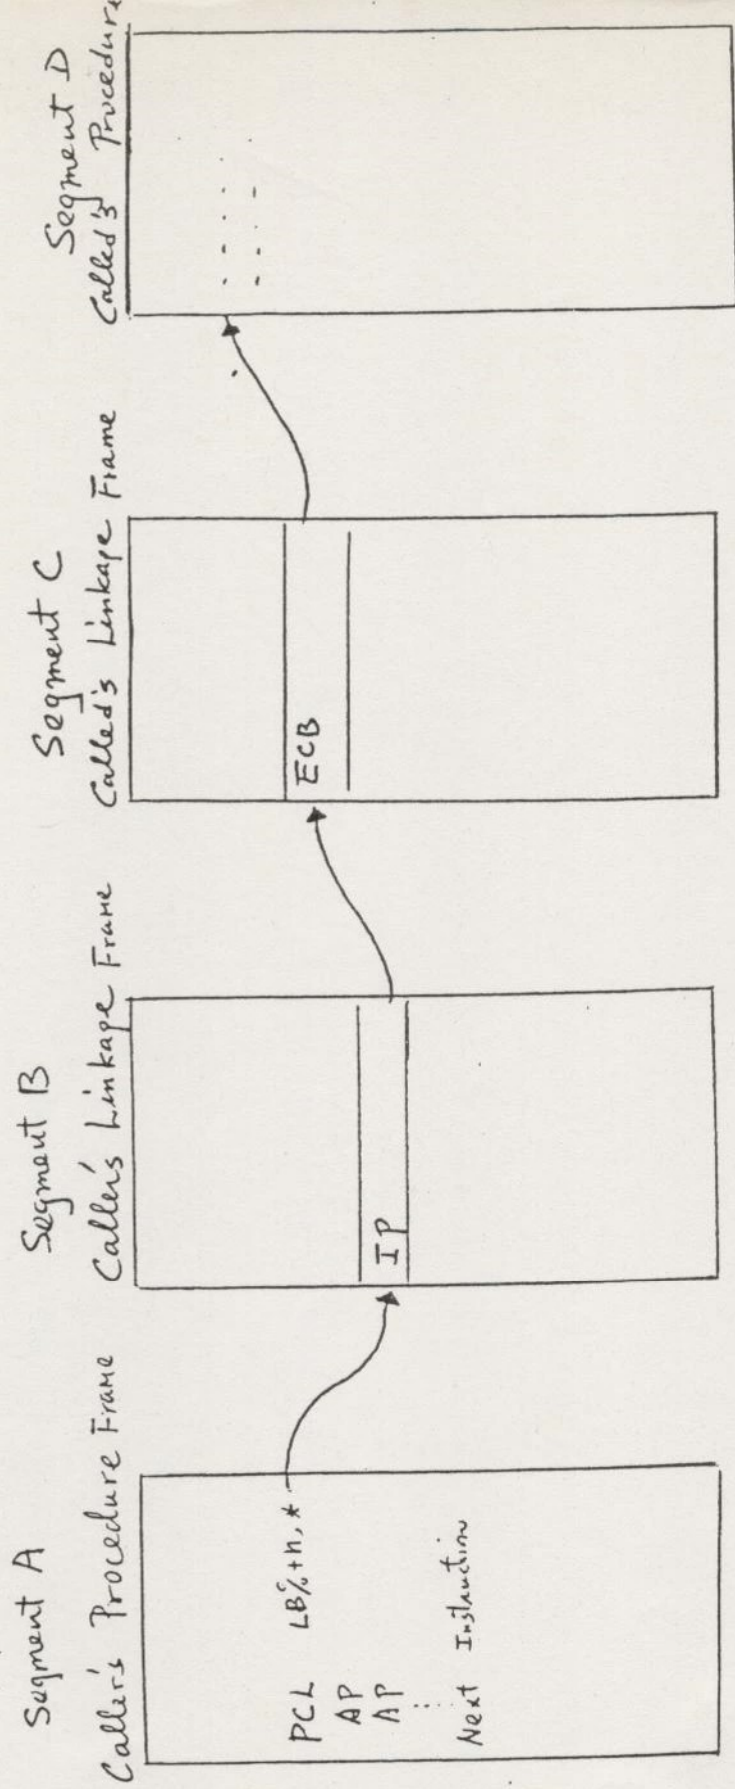 Segment A
Caller's Procedure Frame
PCL LB%+n,*
AP
AP
⋮
Next Instruction
Segment B
Caller's Linkage Frame
IP
Segment C
Called's Linkage Frame
ECB
Segment D
Called's Procedure